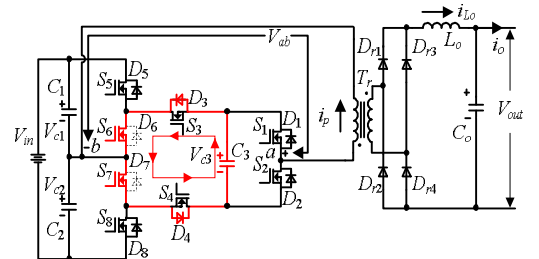 i_Lo
V_ab
L_o
i_o
D_r1
D_r3
D_5
S_5
C_1
V_c1
D_3
S_3
T_r
i_p
V_in
S_6
D_6
b
S_1
D_1
a
V_c3
C_3
C_o
V_out
S_7
D_7
S_2
D_2
V_c2
C_2
S_4
D_4
S_8
D_8
D_r2
D_r4